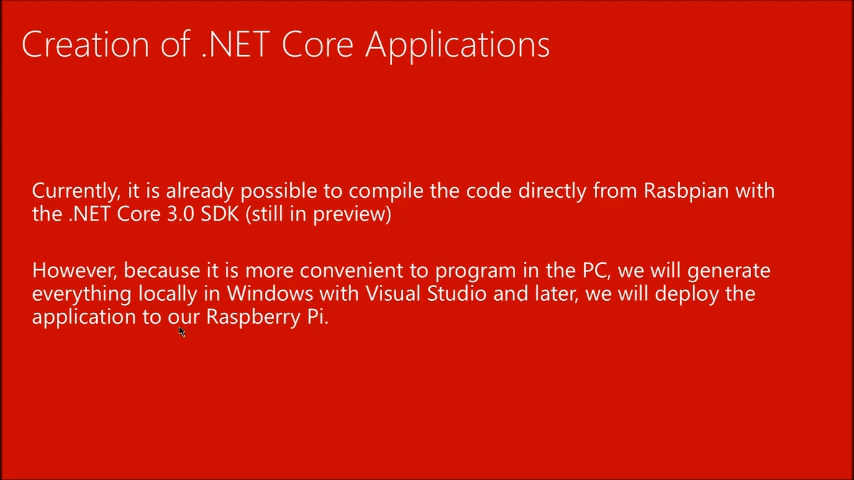 Creation of .NET Core Applications
Currently, it is already possible to compile the code directly from Rasbpian with
the .NET Core 3.0 SDK (still in preview)
However, because it is more convenient to program in the PC, we will generate
everything locally in Windows with Visual Studio and later, we will deploy the
application to our Raspberry Pi.